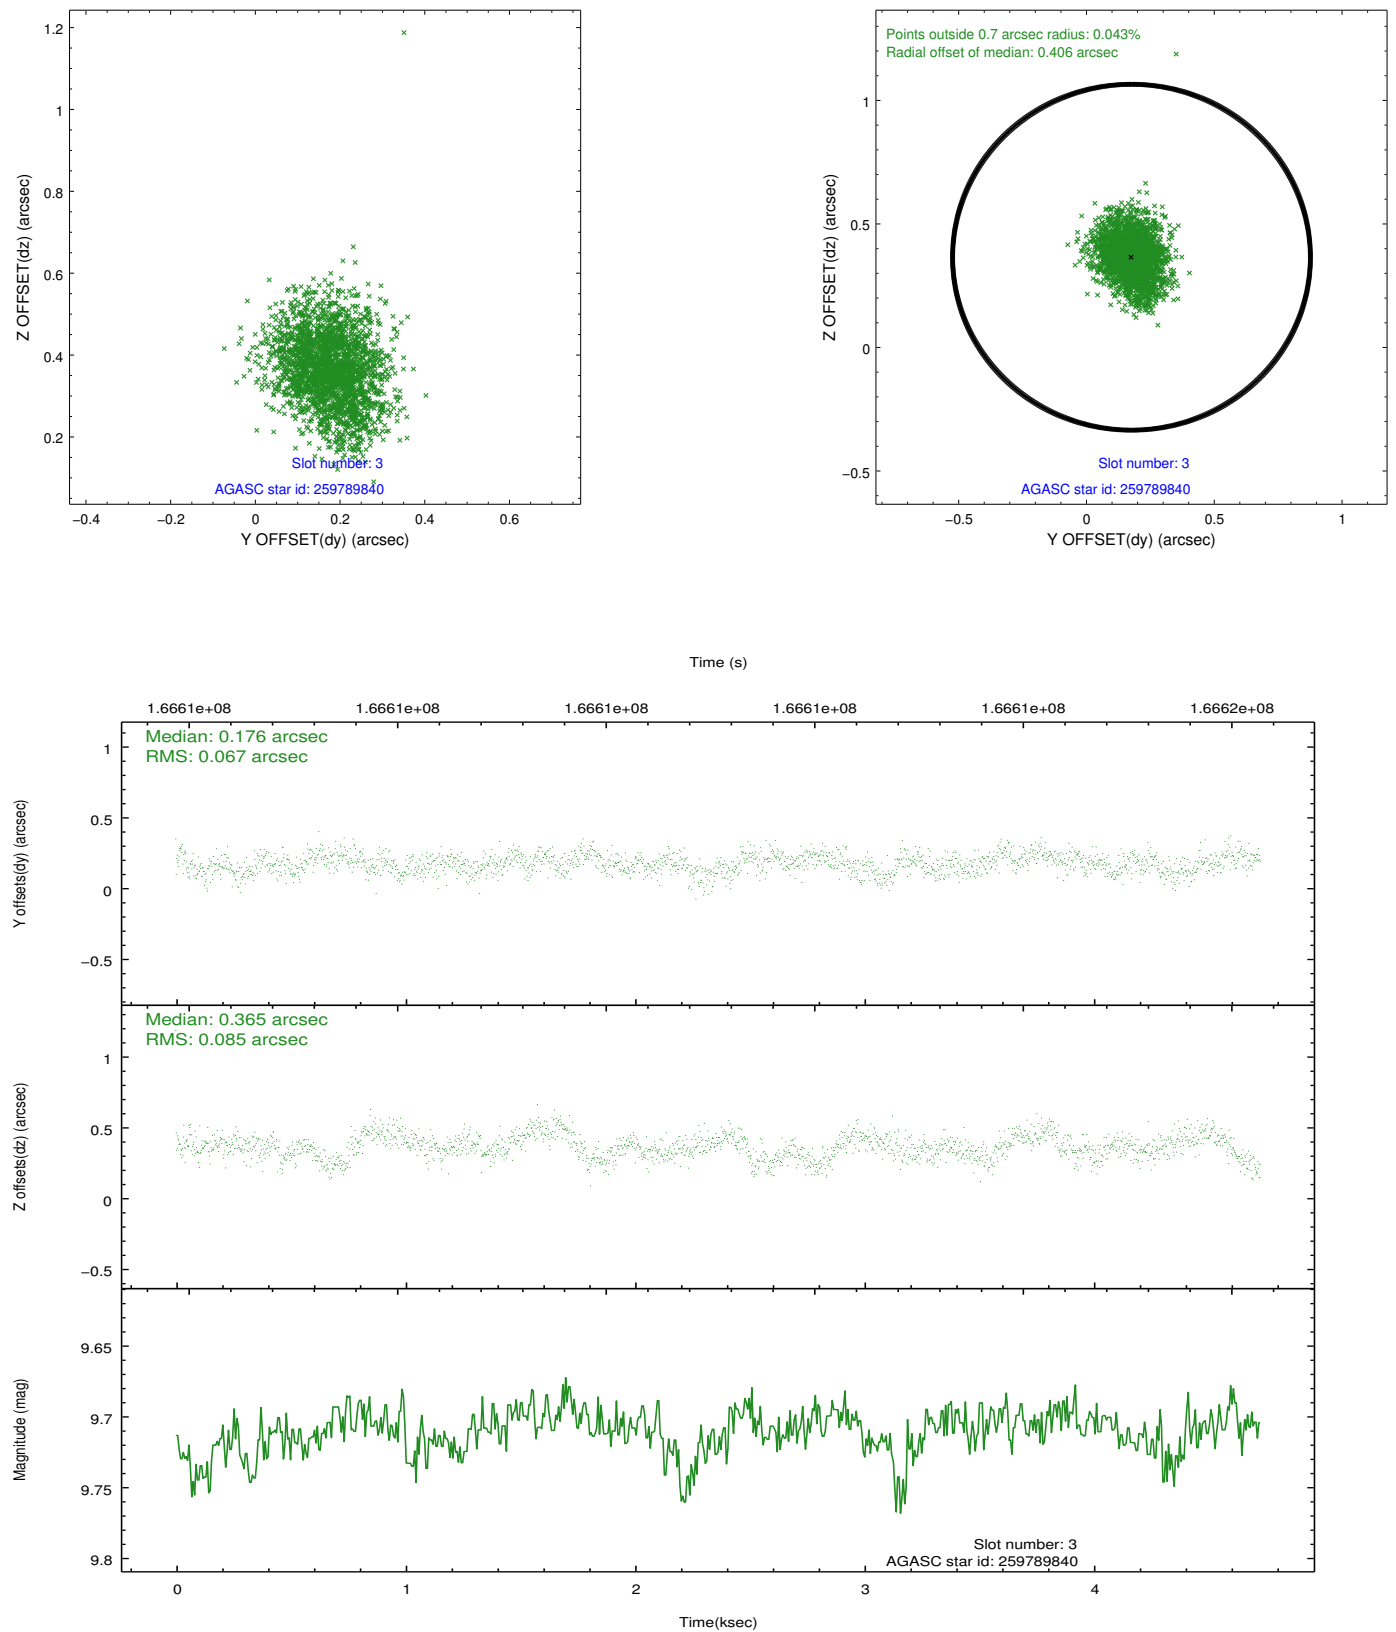 1.2
1
0.8
0.6
0.4
0.2
Z OFFSET(dz) (arcsec)
Slot number: 3
AGASC star id: 259789840
−0.4
−0.2
0
0.2
0.4
0.6
Y OFFSET(dy) (arcsec)
Points outside 0.7 arcsec radius: 0.043%
Radial offset of median: 0.406 arcsec
1
0.5
0
−0.5
Z OFFSET(dz) (arcsec)
Slot number: 3
AGASC star id: 259789840
−0.5
0
0.5
1
Y OFFSET(dy) (arcsec)
Time (s)
1.6661e+08
1.6661e+08
1.6661e+08
1.6661e+08
1.6661e+08
1.6662e+08
Median: 0.176 arcsec
RMS: 0.067 arcsec
1
0.5
0
−0.5
Y offsets(dy) (arcsec)
Median: 0.365 arcsec
RMS: 0.085 arcsec
1
0.5
0
−0.5
Z offsets(dz) (arcsec)
9.65
9.7
9.75
9.8
Magnitude (mag)
Slot number: 3
AGASC star id: 259789840
0
1
2
3
4
Time(ksec)